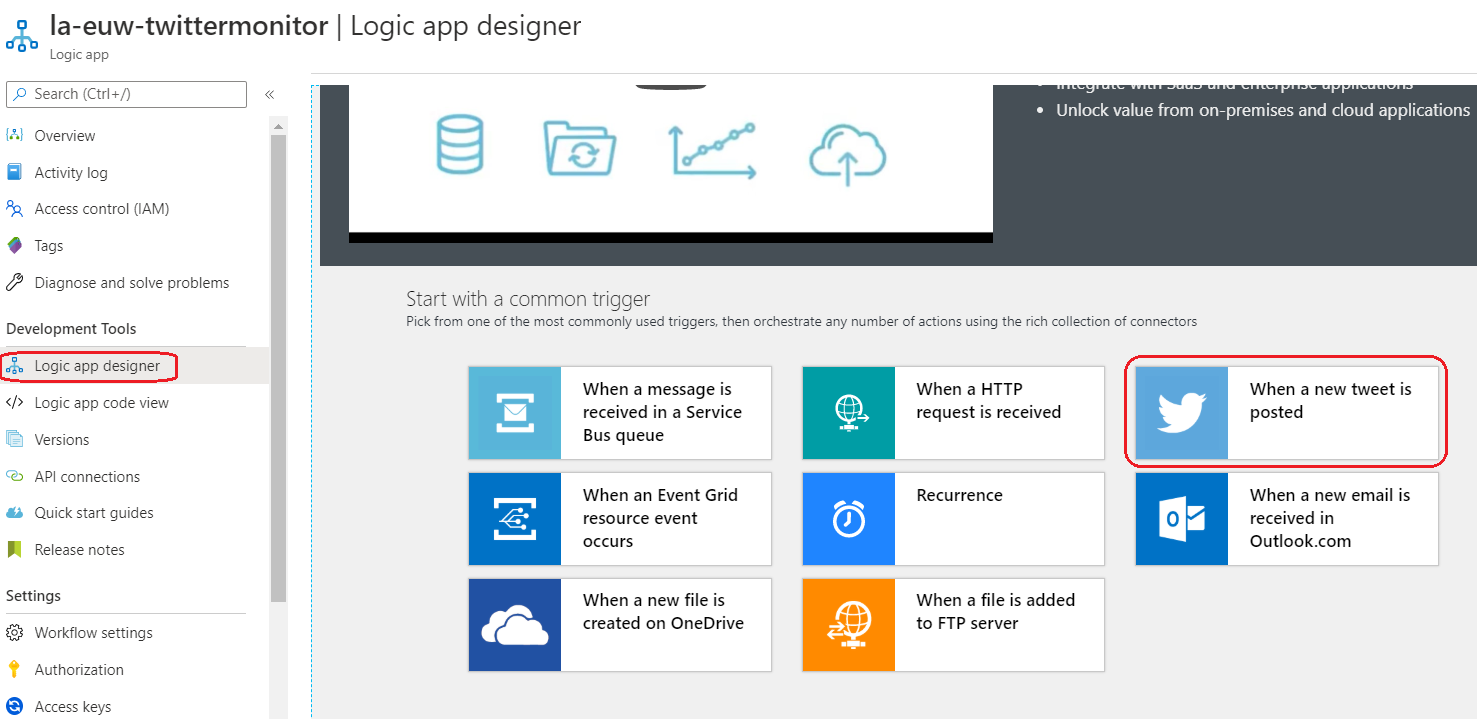 la-euw-twittermonitor | Logic app designer
Logic app
Search (Ctrl+/)
«
Overview
Activity log
Access control (IAM)
Tags
Diagnose and solve problems
Development Tools
Logic app designer
Logic app code view
Versions
API connections
Quick start guides
Release notes
Settings
Workflow settings
Authorization
Access keys
• Integrate with SaaS and enterprise applications
• Unlock value from on-premises and cloud applications
Start with a common trigger
Pick from one of the most commonly used triggers, then orchestrate any number of actions using the rich collection of connectors
When a message is
received in a Service
Bus queue
When a HTTP
request is received
When a new tweet is
posted
When an Event Grid
resource event
occurs
Recurrence
When a new email is
received in
Outlook.com
When a new file is
created on OneDrive
When a file is added
to FTP server